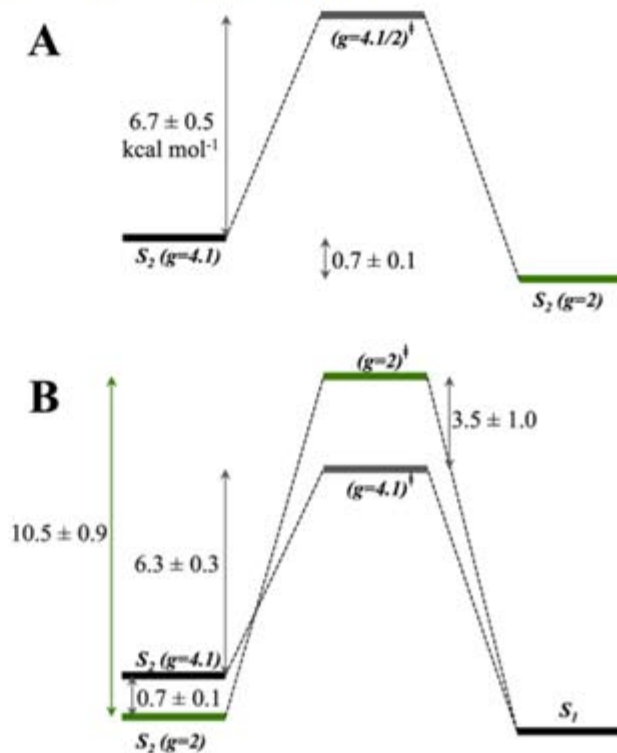 A
(g=4.1/2)‡
6.7 ± 0.5
kcal mol⁻¹
S₂ (g=4.1)
0.7 ± 0.1
S₂ (g=2)
B
(g=2)‡
3.5 ± 1.0
(g=4.1)‡
10.5 ± 0.9
6.3 ± 0.3
S₂ (g=4.1)
0.7 ± 0.1
S₂ (g=2)
S₁